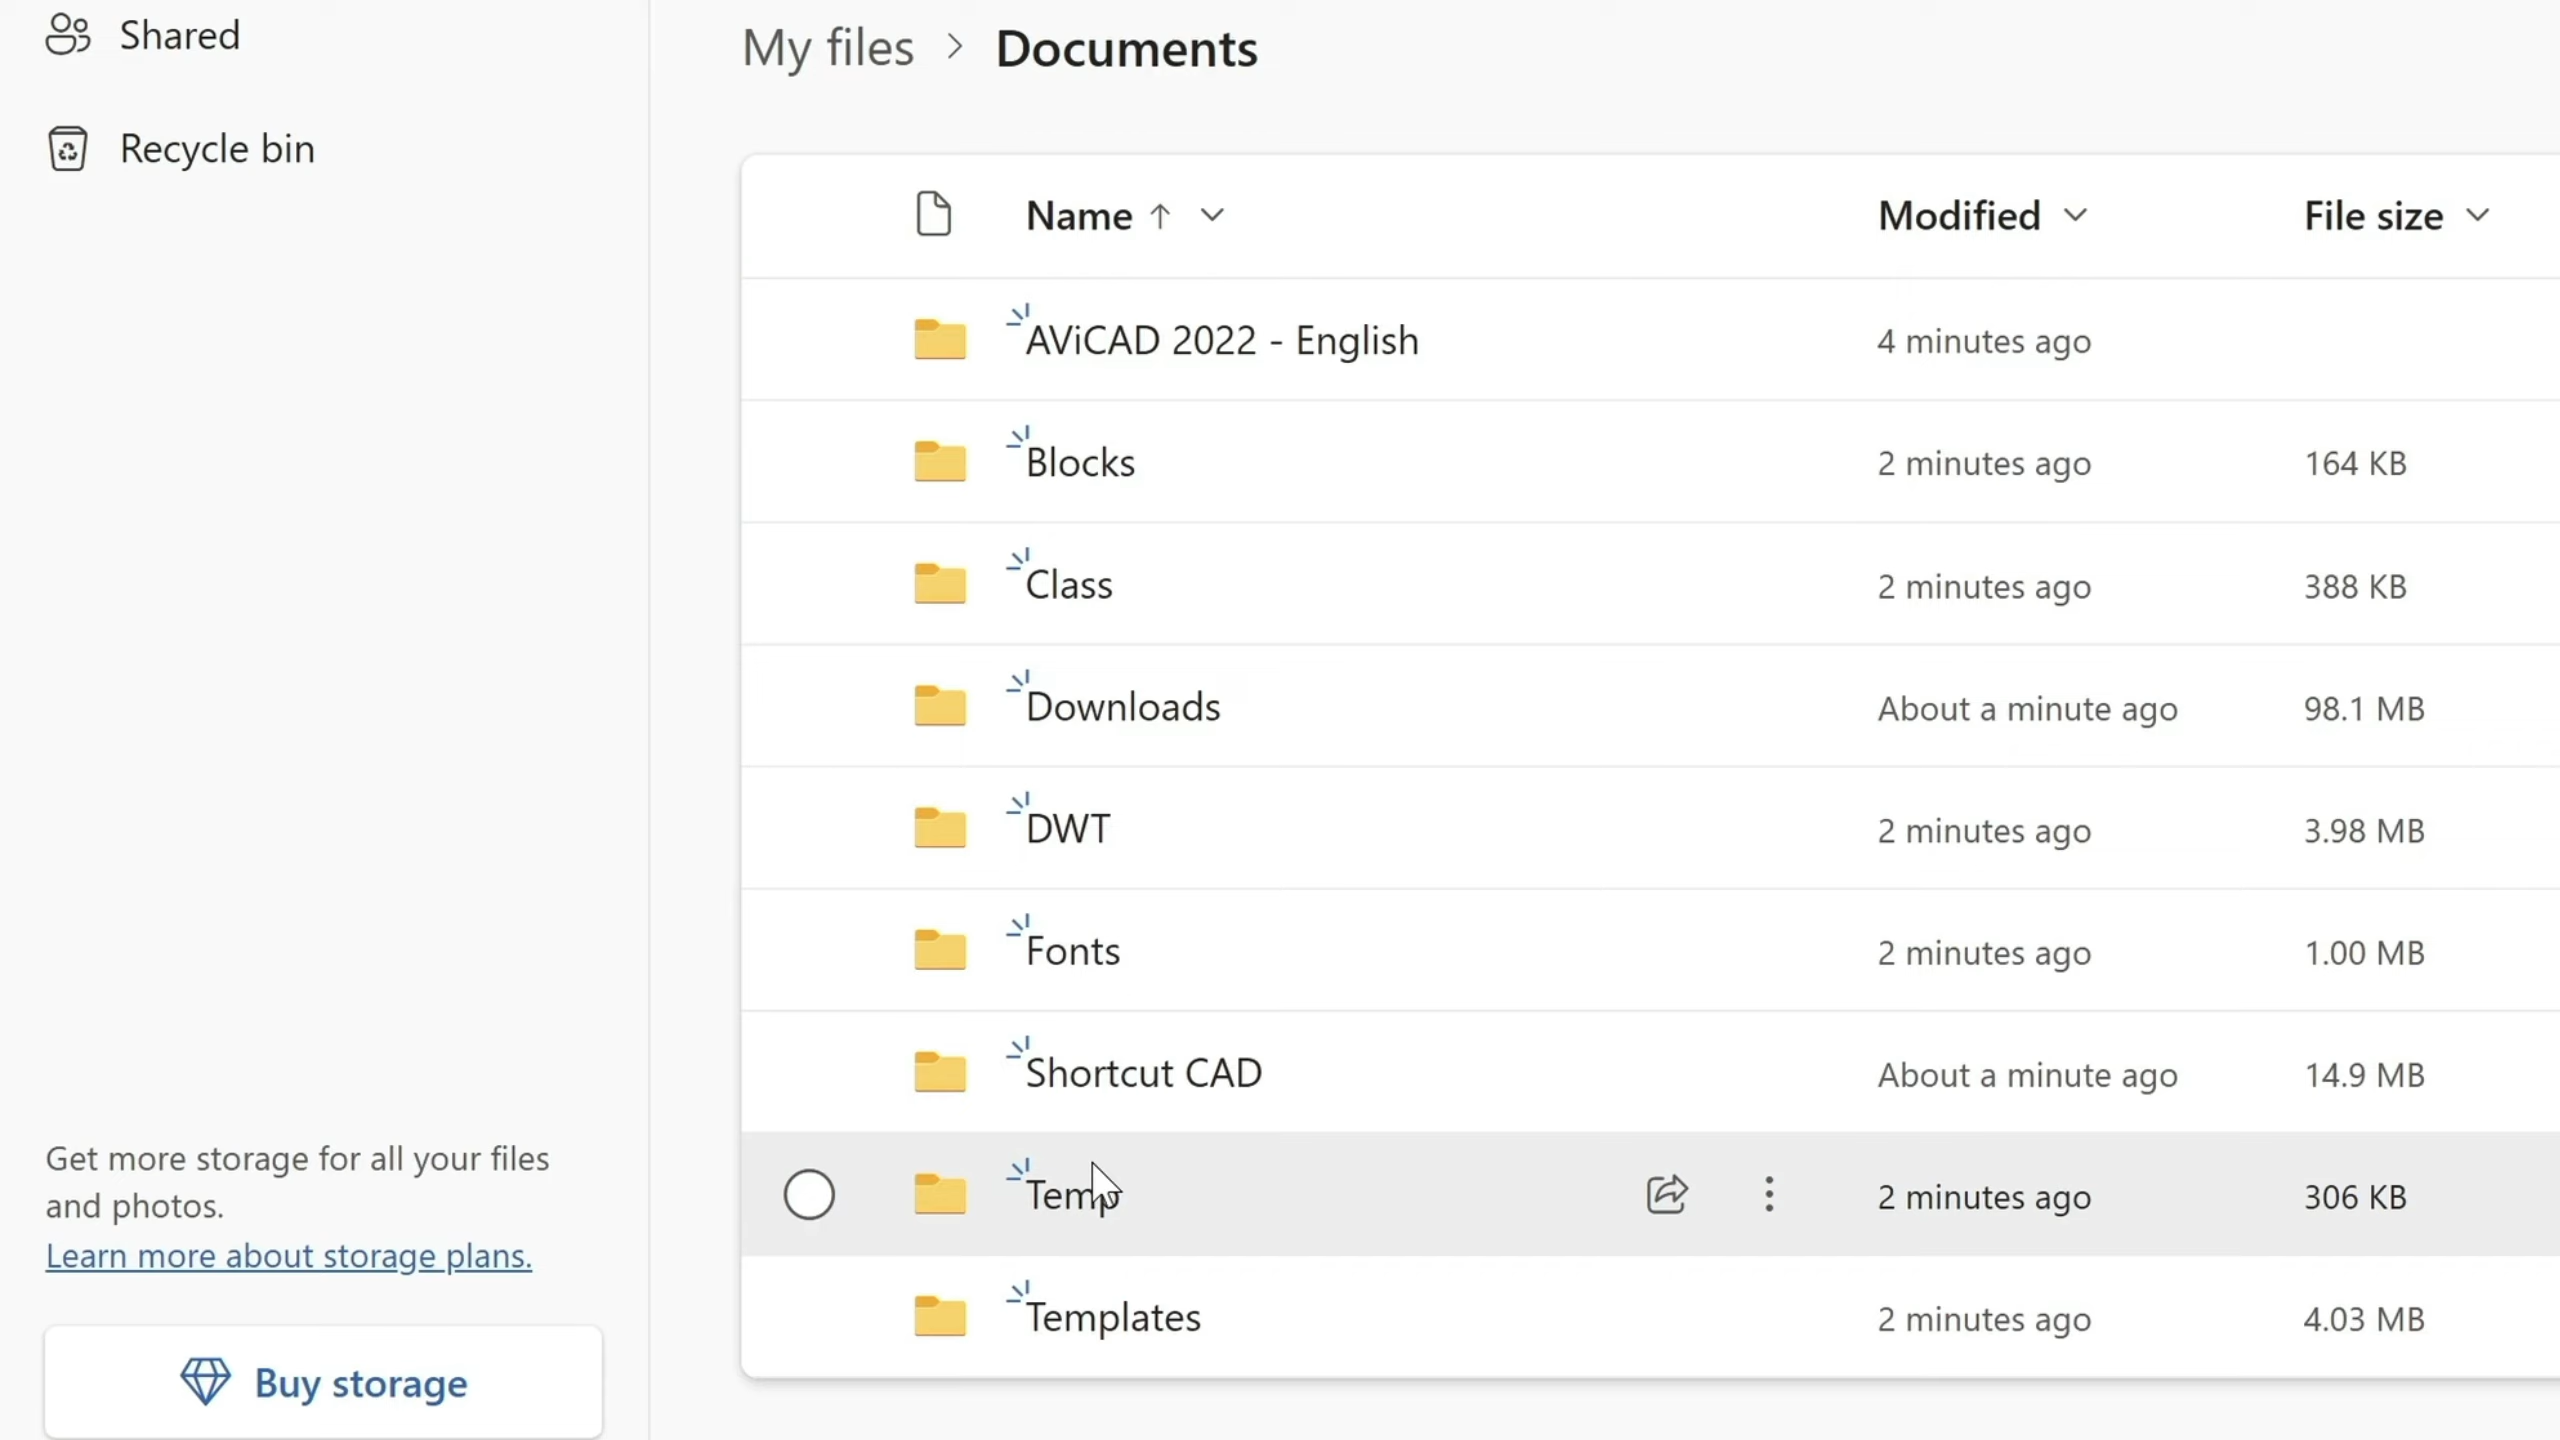 Shared
Recycle bin
My files > Documents
Name Modified File size
AViCAD 2022 - English 4 minutes ago
Blocks 2 minutes ago 164 KB
Class 2 minutes ago 388 KB
Downloads About a minute ago 98.1 MB
DWT 2 minutes ago 3.98 MB
Fonts 2 minutes ago 1.00 MB
Shortcut CAD About a minute ago 14.9 MB
Temp 2 minutes ago 306 KB
Templates 2 minutes ago 4.03 MB
Get more storage for all your files
and photos.
Learn more about storage plans.
Buy storage